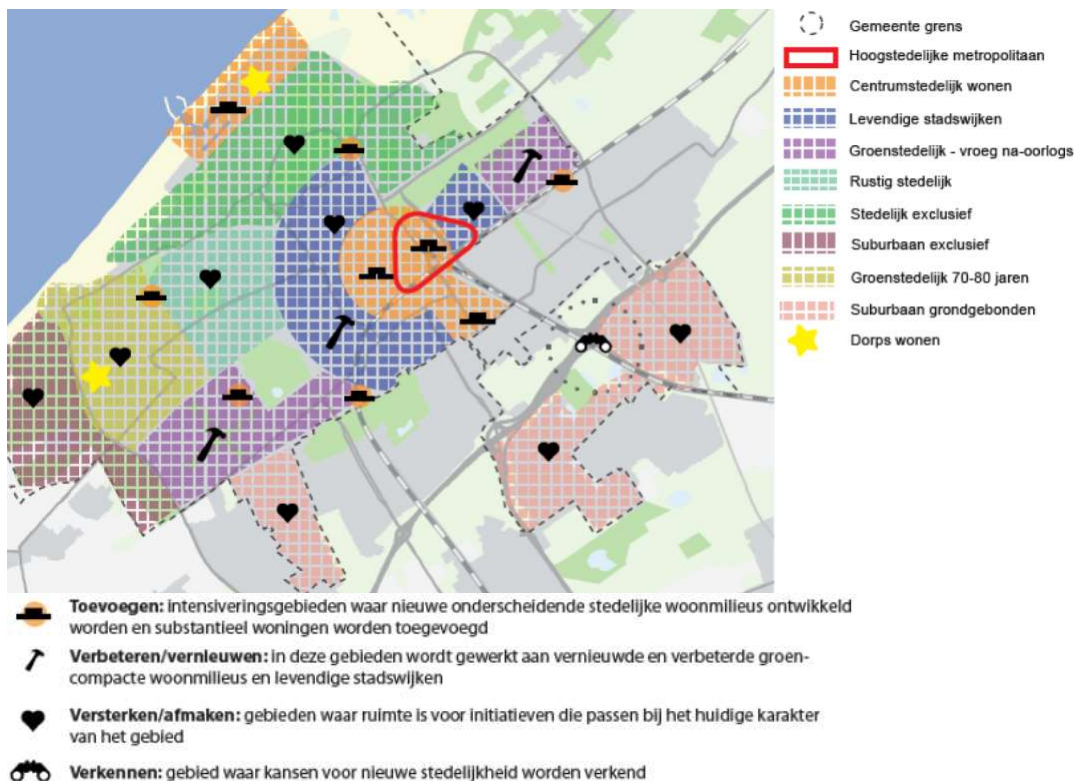 Gemeente grens
Hoogstedelijke metropolitaan
Centrumstedelijk wonen
Levendige stadswijken
Groenstedelijk - vroeg na-oorlogs
Rustig stedelijk
Stedelijk exclusief
Suburbaan exclusief
Groenstedelijk 70-80 jaren
Suburbaan grondgebonden
Dorps wonen
Toevoegen: intensiveringsgebieden waar nieuwe onderscheidende stedelijke woonmilieus ontwikkeld
worden en substantieel woningen worden toegevoegd
Verbeteren/vernieuwen: in deze gebieden wordt gewerkt aan vernieuwde en verbeterde groen-
compacte woonmilieus en levendige stadswijken
Versterken/afmaken: gebieden waar ruimte is voor initiatieven die passen bij het huidige karakter
van het gebied
Verkennen: gebied waar kansen voor nieuwe stedelijkheid worden verkend